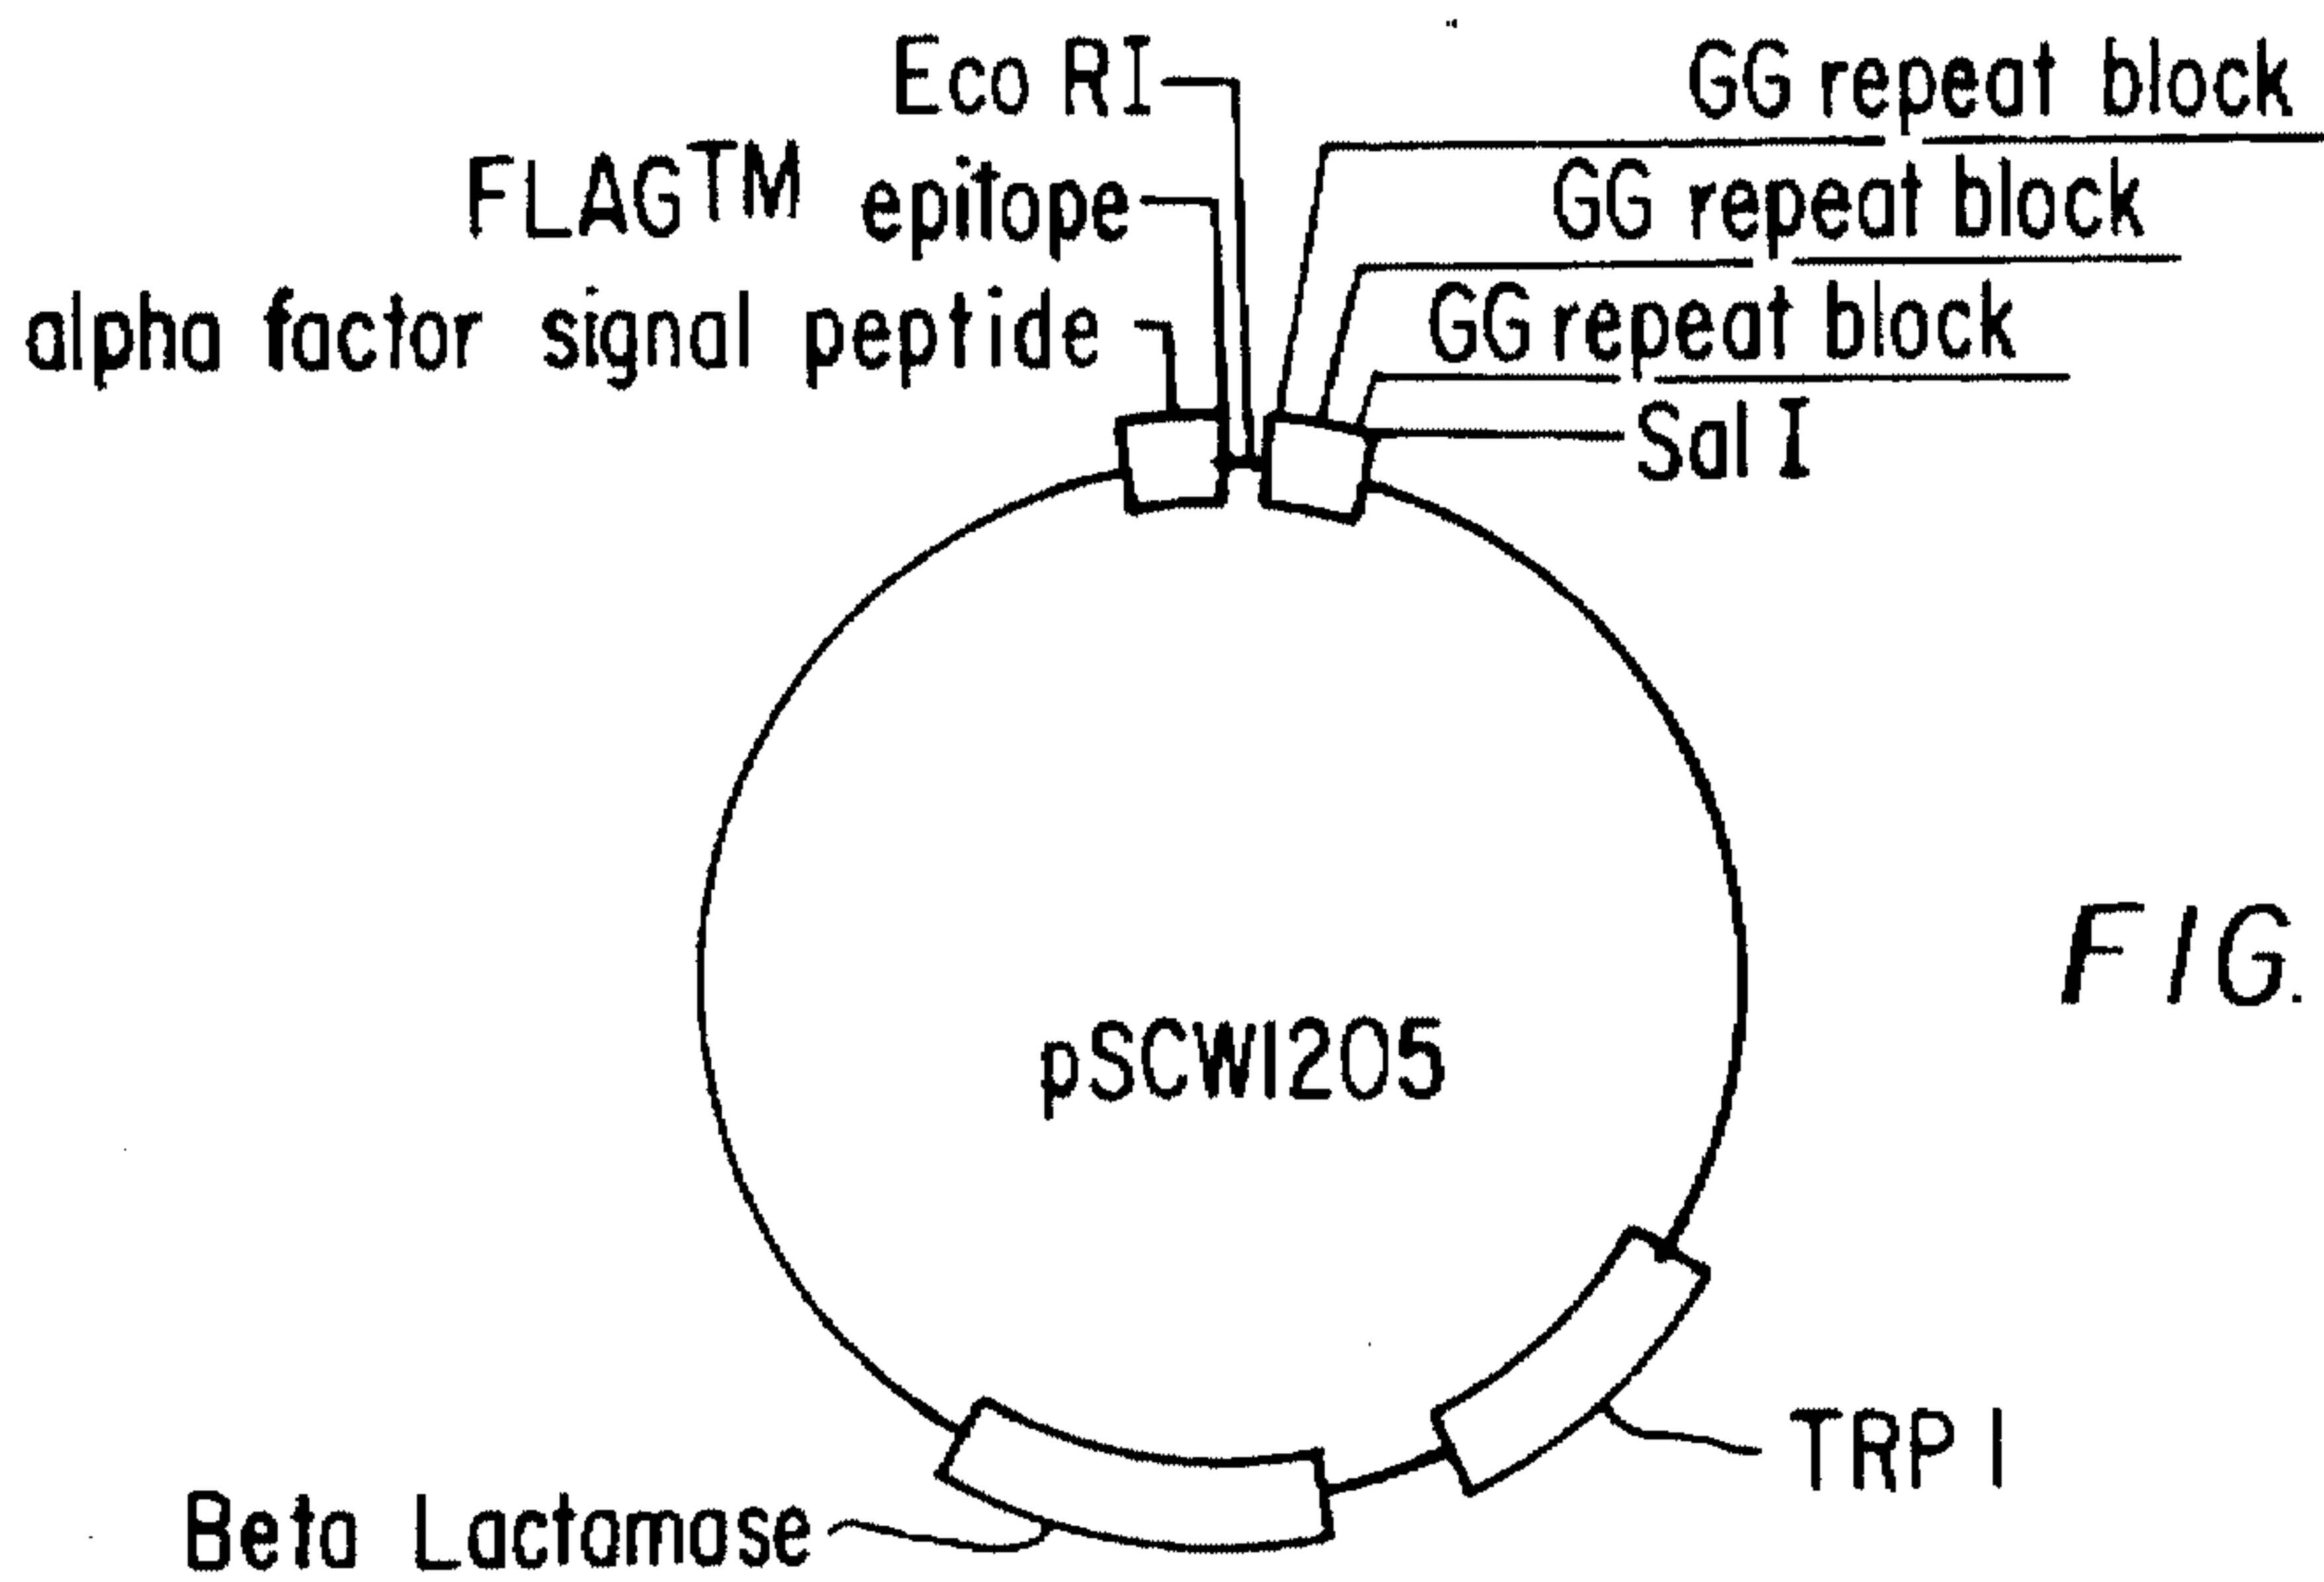 Eco RI
FLAG™ epitope
alpha factor signal peptide
GG repeat block
GG repeat block
GG repeat block
Sal I
pSCW1205
FIG.
TRP 1
Beta Lactamase